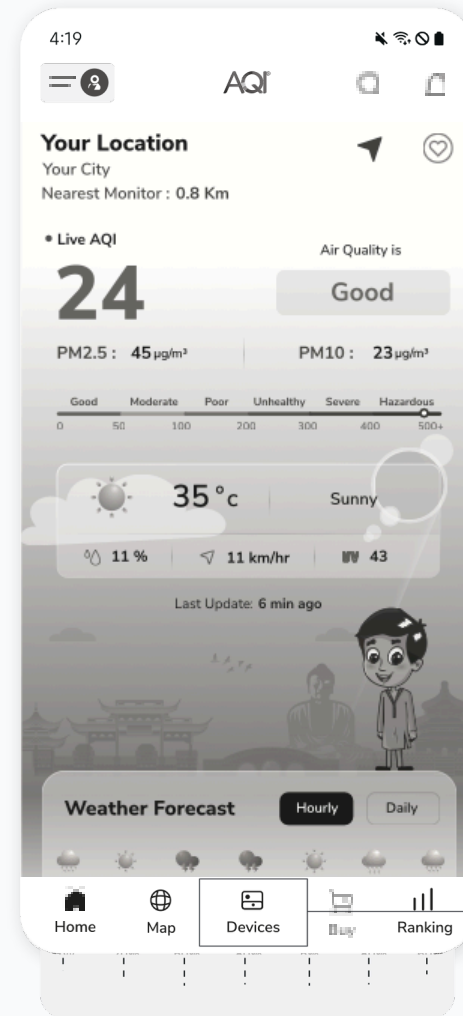 4:19
AQI
Your Location
Your City
Nearest Monitor : 0.8 Km
• Live AQI
24
Air Quality is
Good
PM2.5 : 45 µg/m³
PM10 : 23 µg/m³
Good Moderate Poor Unhealthy Severe Hazardous
0 50 100 200 300 400 500+
35°c
Sunny
11 %
11 km/hr
UV 43
Last Update: 6 min ago
Weather Forecast
Hourly
Daily
Home
Map
Devices
Buy
Ranking